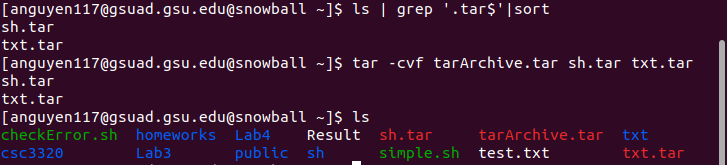 [anguyen117@gsuad.gsu.edu@snowball ~]$ ls | grep '.tar$'|sort
sh.tar
txt.tar
[anguyen117@gsuad.gsu.edu@snowball ~]$ tar -cvf tarArchive.tar sh.tar txt.tar
sh.tar
txt.tar
[anguyen117@gsuad.gsu.edu@snowball ~]$ ls
checkError.sh homeworks Lab4 Result sh.tar tarArchive.tar txt
csc3320 Lab3 public sh simple.sh test.txt txt.tar